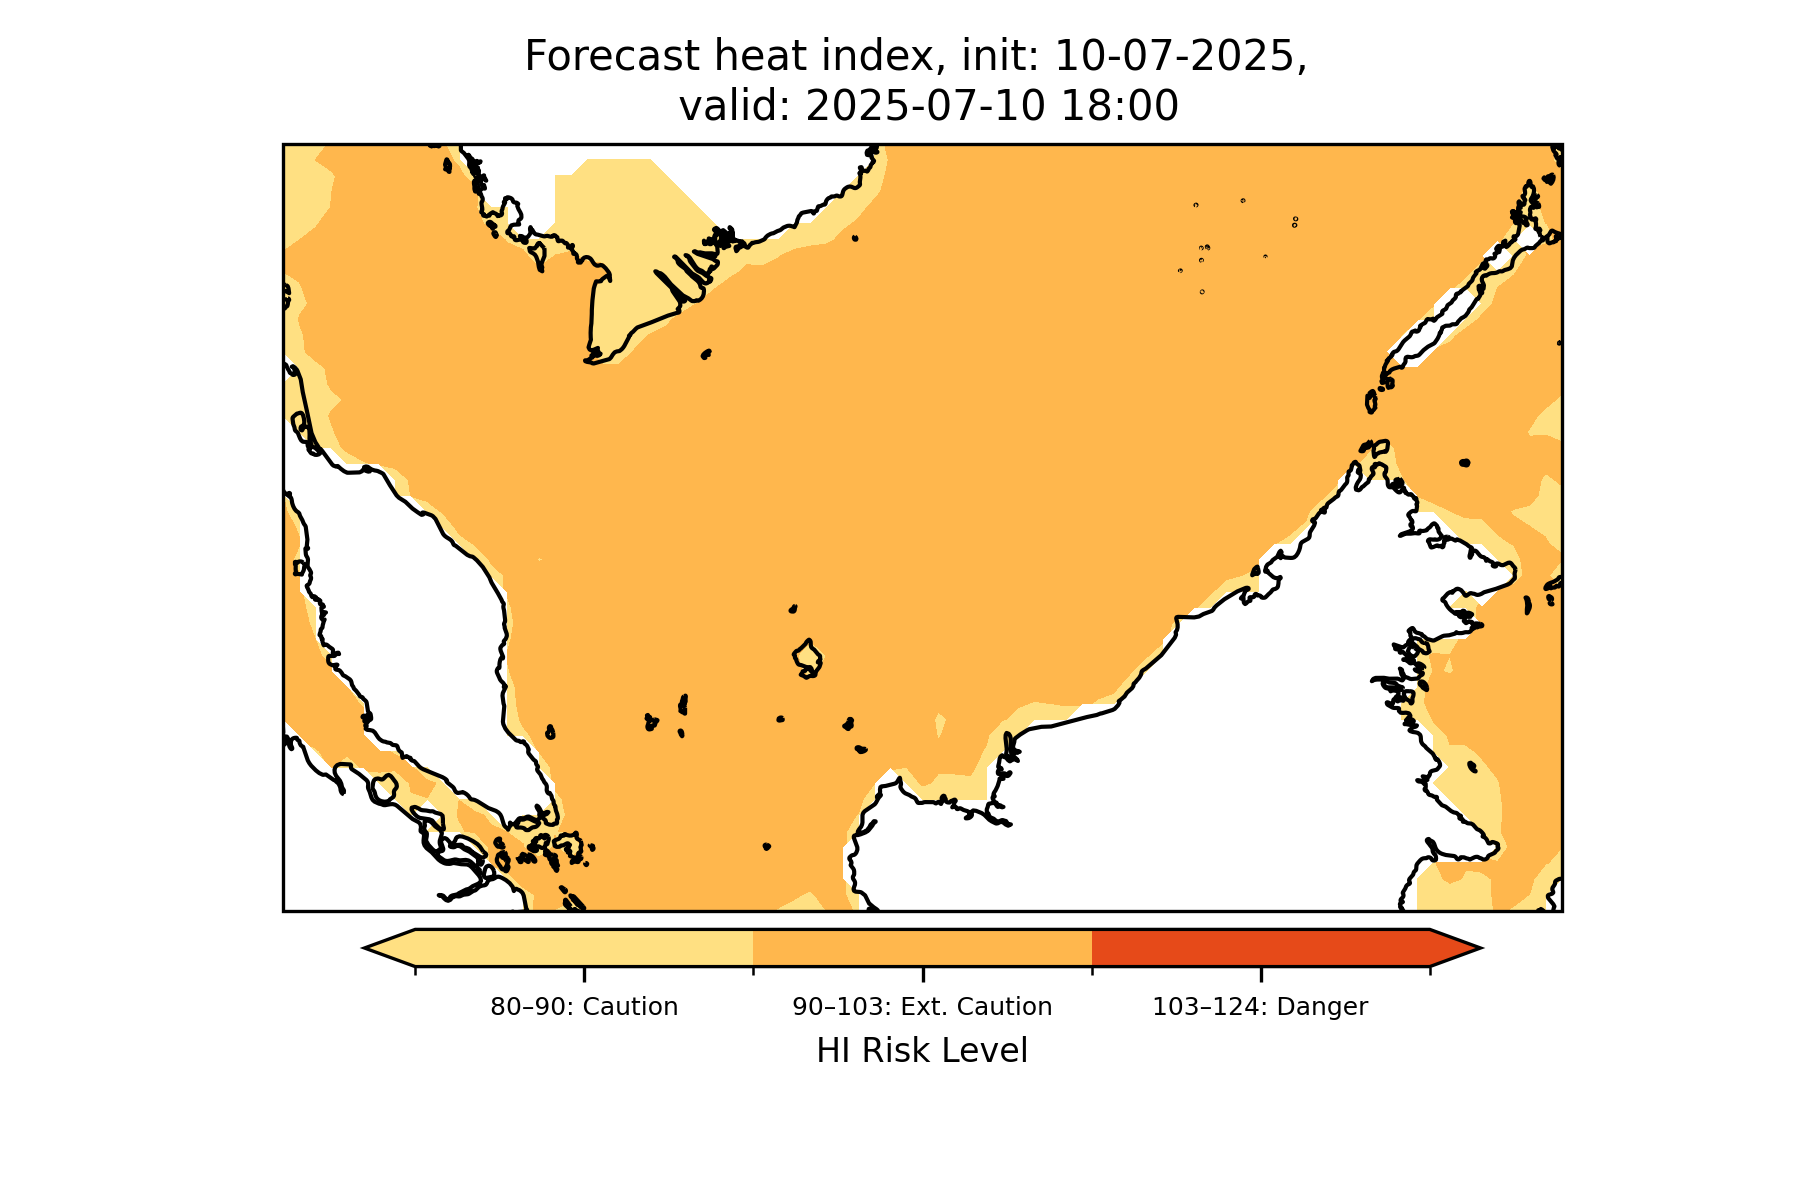 Forecast heat index, init: 10-07-2025,
valid: 2025-07-10 18:00
80–90: Caution
90–103: Ext. Caution
103–124: Danger
HI Risk Level